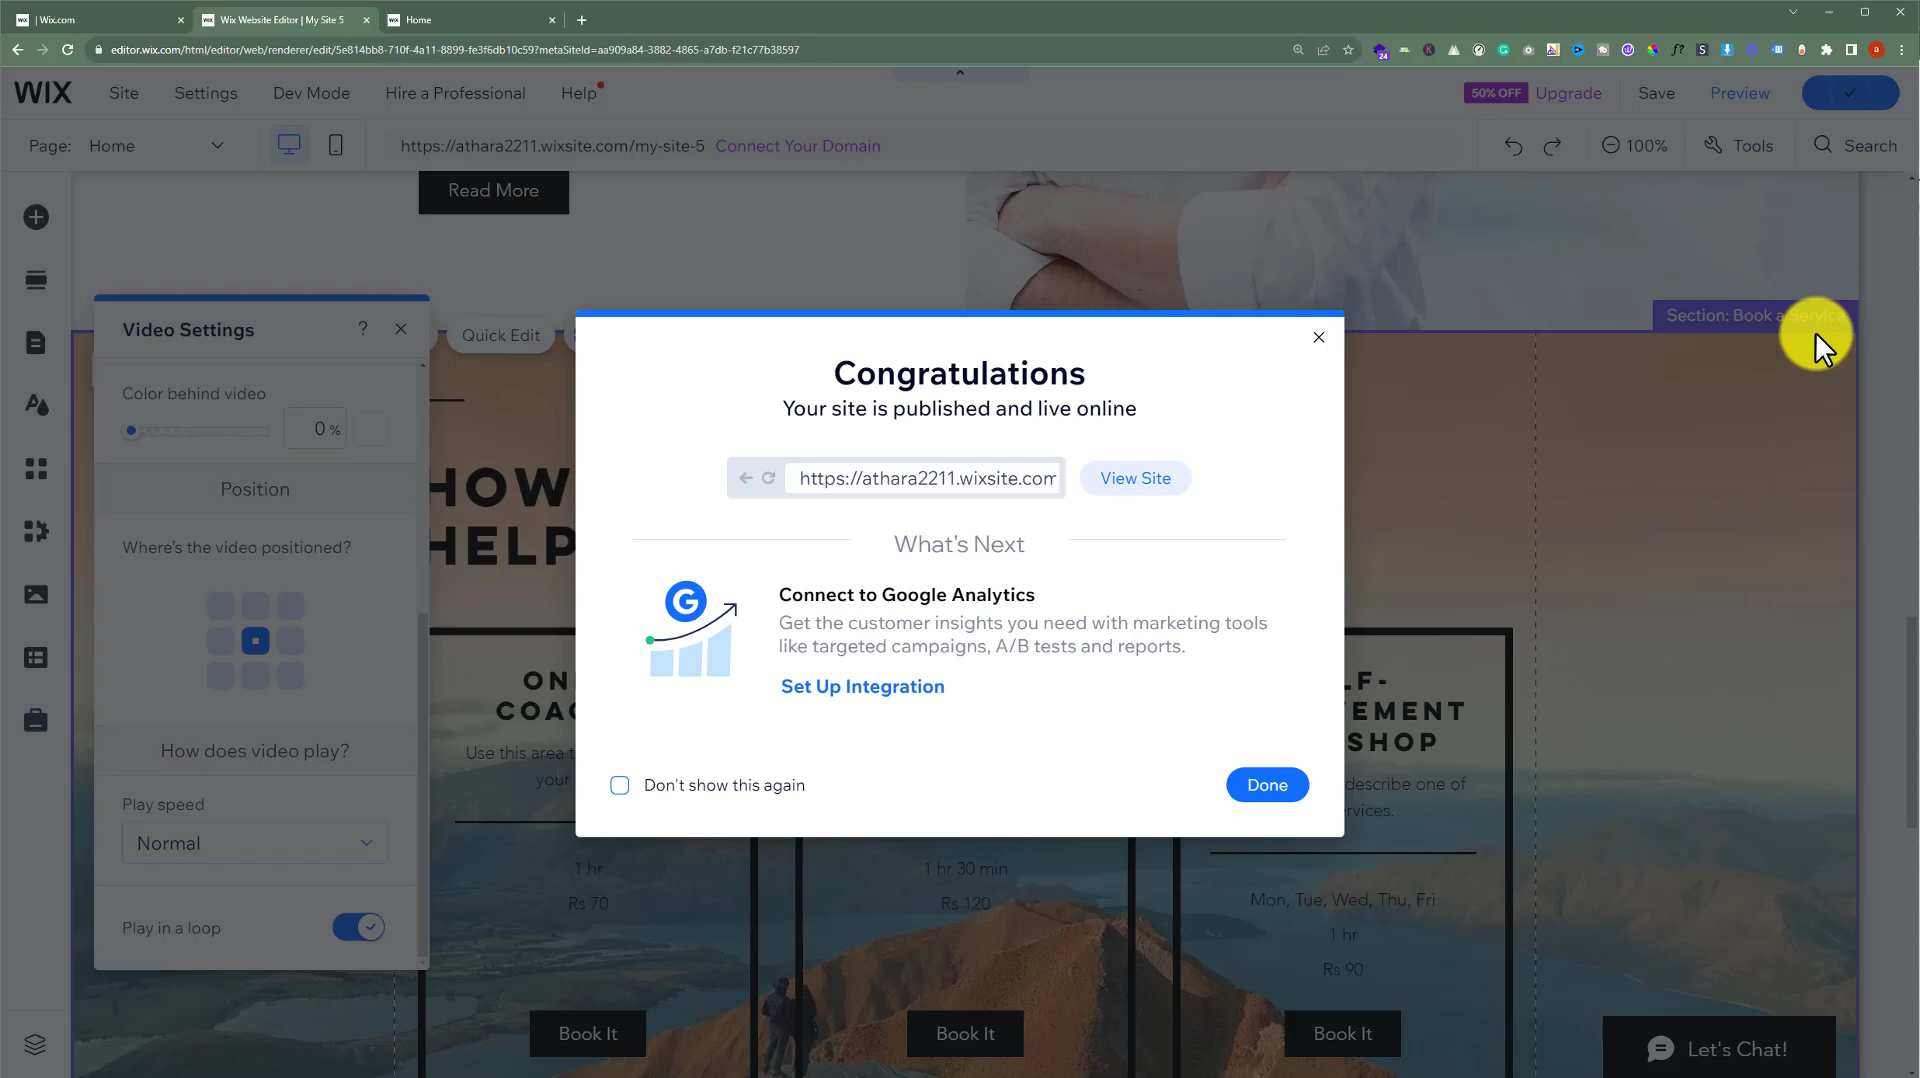 WIX | Wix.com
WIX Wix Website Editor | My Site 5
WIX Home
editor.wix.com/html/editor/web/renderer/edit/5e814bb8-710f-4a11-8899-fe3f6db10c59?metaSiteId=aa909a84-3882-4865-a7db-f21c77b38597
24
f?
S
a
WIX Site Settings Dev Mode Hire a Professional Help
50% OFF Upgrade Save Preview
Page: Home
https://athara2211.wixsite.com/my-site-5 Connect Your Domain
100% Tools Search
Read More
Section: Book a Service
Video Settings ?
Quick Edit
Color behind video
0 %
Position
Where's the video positioned?
How does video play?
Play speed
Normal
Play in a loop
HOW
HELP
Congratulations
Your site is published and live online
https://athara2211.wixsite.com
View Site
What's Next
G
Connect to Google Analytics
Get the customer insights you need with marketing tools
like targeted campaigns, A/B tests and reports.
Set Up Integration
Don't show this again
Done
ON
COA
Use this area t
your
1 hr
Rs 70
Book It
1 hr 30 min
Rs 120
Book It
LF-
VEMENT
SHOP
describe one of
rvices.
Mon, Tue, Wed, Thu, Fri
1 hr
Rs 90
Book It
Let's Chat!